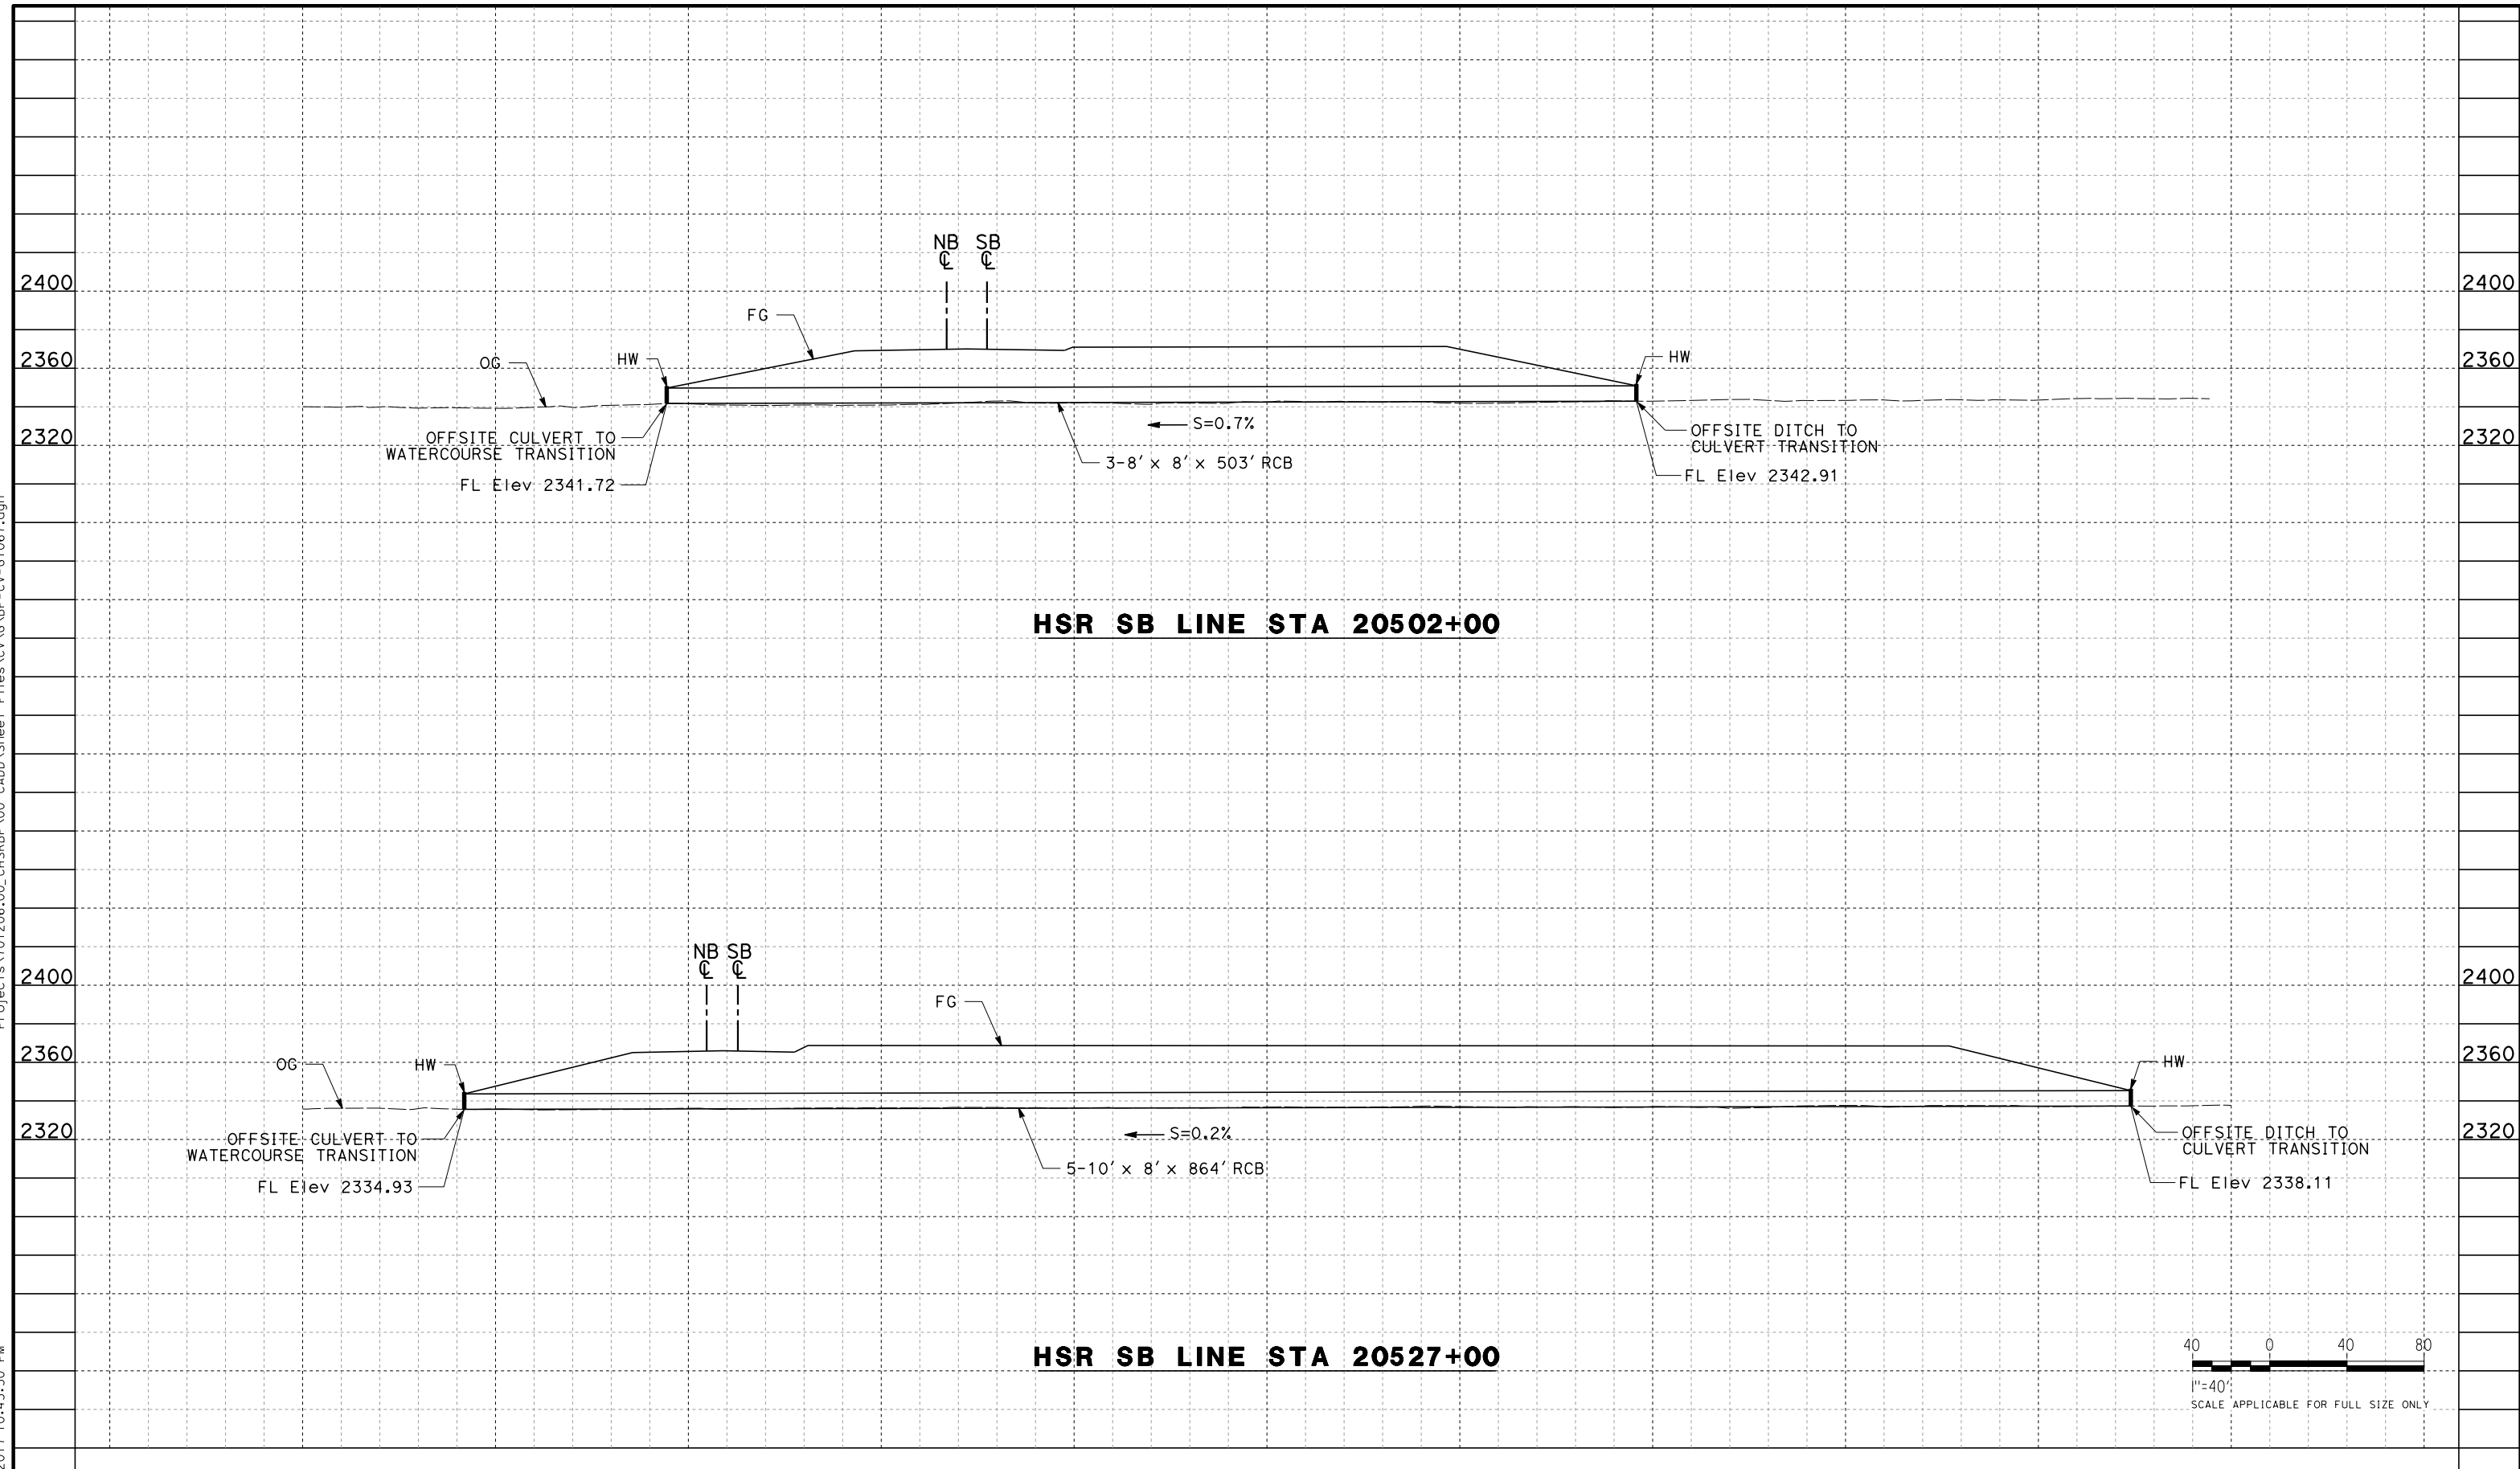 NB SB
℄ ℄
2400 2400
FG
2360 2360
OG
HW
HW
OFFSITE CULVERT TO
WATERCOURSE TRANSITION
2320 2320
S=0.7%
OFFSITE DITCH TO
CULVERT TRANSITION
3-8' x 8' x 503' RCB
FL Elev 2341.72
FL Elev 2342.91
HSR SB LINE STA 20502+00
NB SB
℄ ℄
2400 2400
FG
2360 2360
OG
HW
HW
OFFSITE CULVERT TO
WATERCOURSE TRANSITION
2320 2320
S=0.2%
OFFSITE DITCH TO
CULVERT TRANSITION
5-10' x 8' x 864' RCB
FL Elev 2334.93
FL Elev 2338.11
HSR SB LINE STA 20527+00
40 0 40 80
1"=40'
SCALE APPLICABLE FOR FULL SIZE ONLY